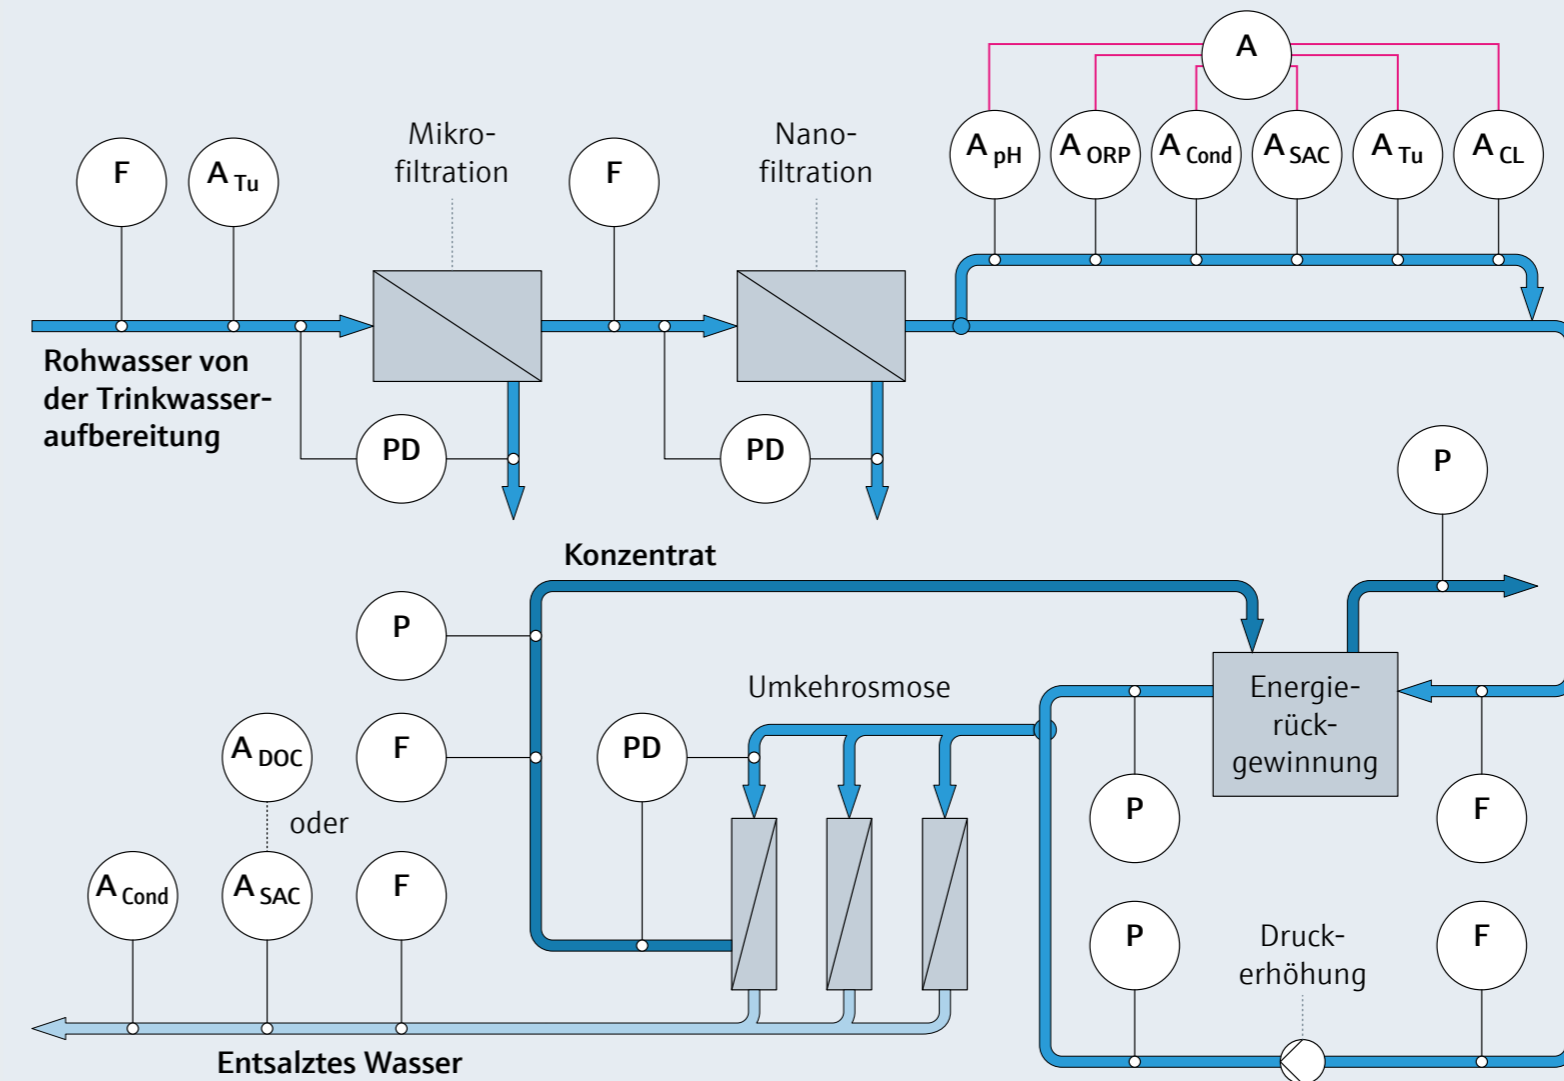 A
A pH
A ORP
A Cond
A SAC
A Tu
A CL
F
A Tu
Mikro-
filtration
F
Nano-
filtration
Rohwasser von
der Trinkwasser-
aufbereitung
PD
PD
P
Konzentrat
P
Umkehrosmose
Energie-
rück-
gewinnung
A DOC
F
PD
P
F
oder
A Cond
A SAC
F
P
Druck-
erhöhung
F
Entsalztes Wasser